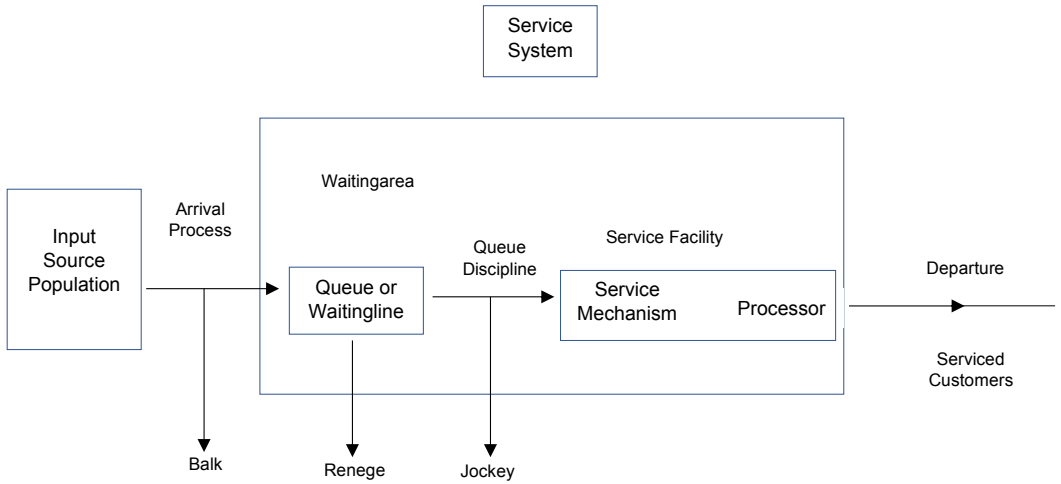 Service
System
Waitingarea
Arrival
Process
Input
Source
Population
Queue or
Waitingline
Queue
Discipline
Service Facility
Service
Mechanism
Processor
Departure
Serviced
Customers
Balk
Renege
Jockey